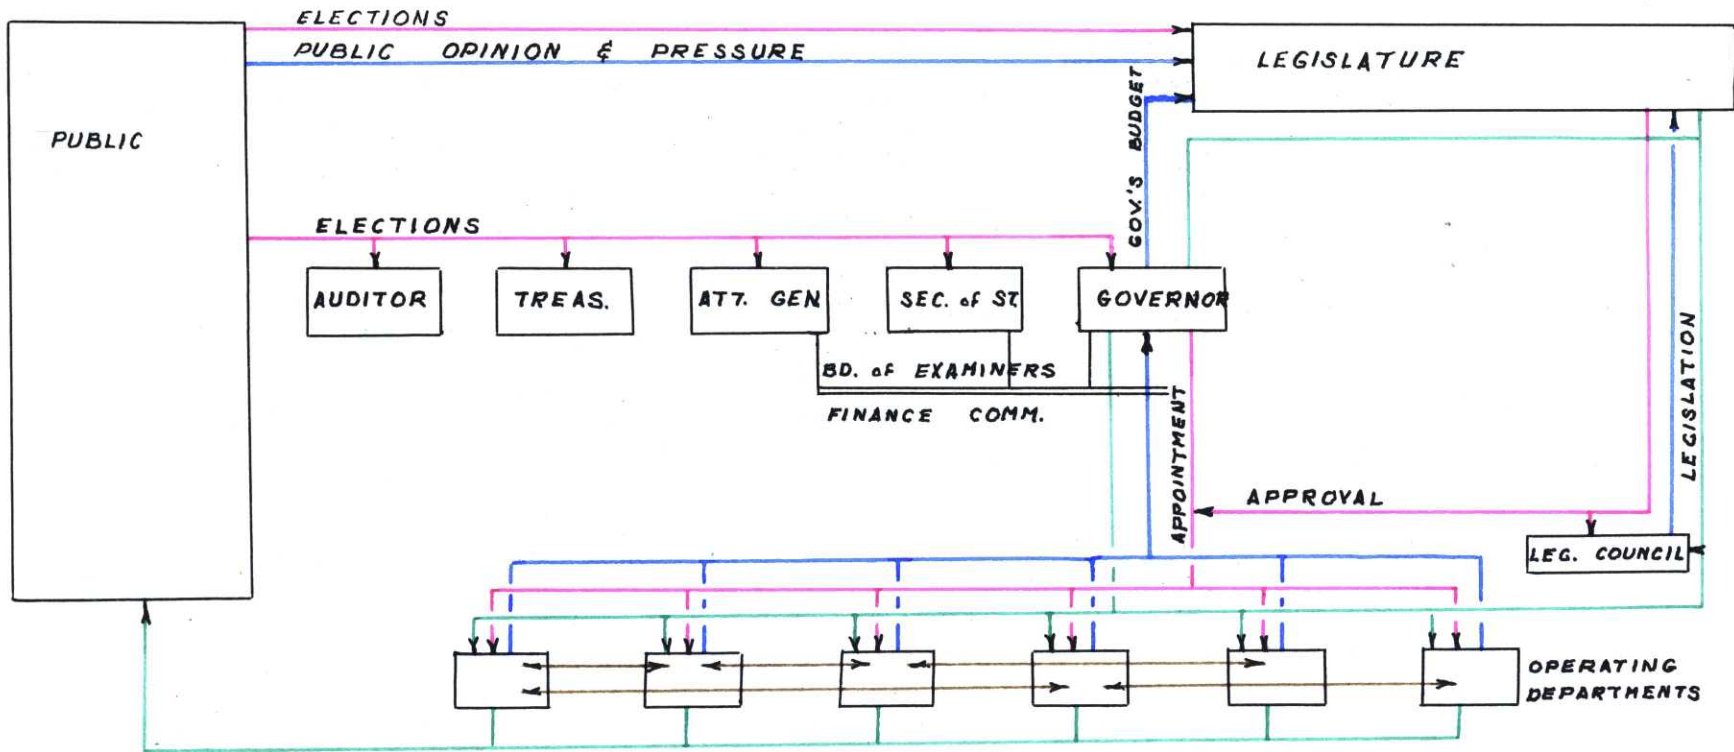 ELECTIONS
PUBLIC OPINION & PRESSURE
LEGISLATURE
PUBLIC
GOV.'S BUDGET
ELECTIONS
AUDITOR
TREAS.
ATT. GEN
SEC. of ST.
GOVERNOR
BD. of EXAMINERS
FINANCE COMM.
APPOINTMENT
LEGISLATION
APPROVAL
LEG. COUNCIL
OPERATING
DEPARTMENTS